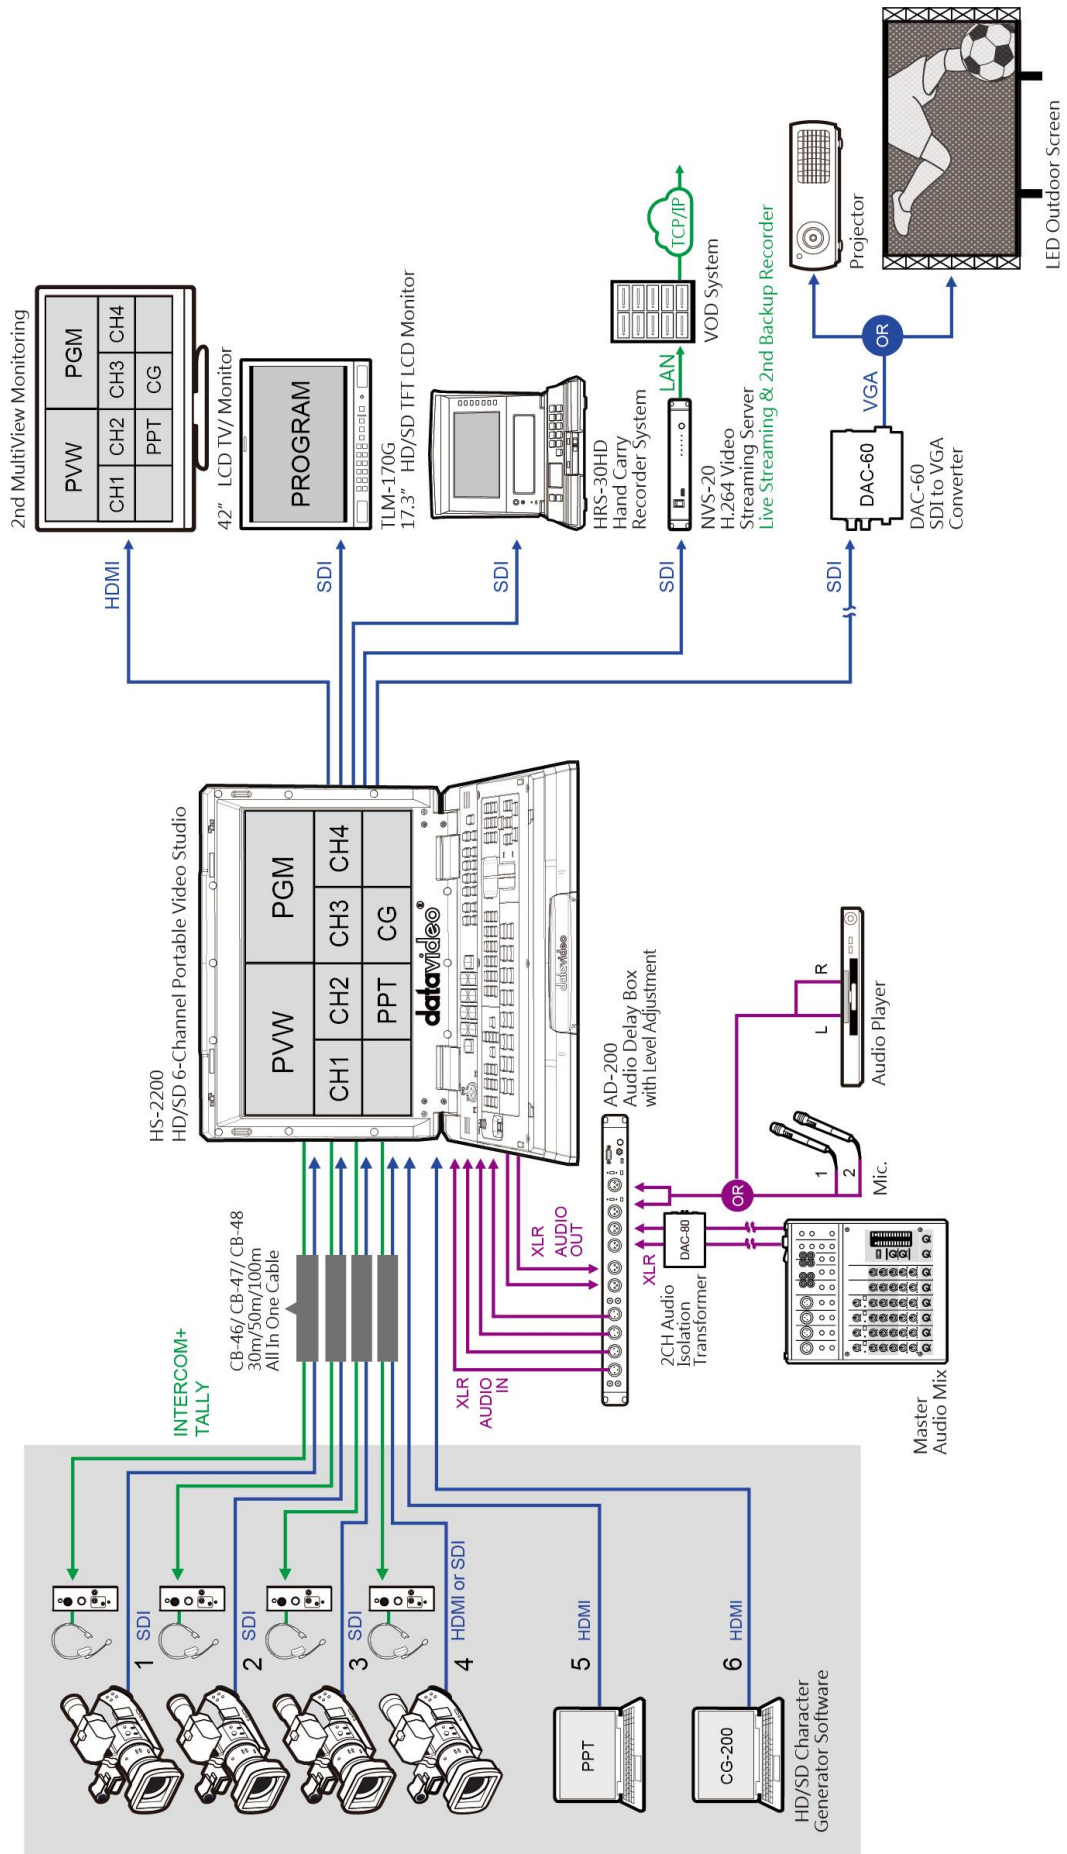 2nd MultiView Monitoring
PVW
PGM
CH1
CH2
CH3
CH4
PPT
CG
42" LCD TV/ Monitor
PROGRAM
TLM-170G
17.3" HD/SD TFT LCD Monitor
HRS-30HD
Hand Carry
Recorder System
NVS-20
H.264 Video
Streaming Server
Live Streaming & 2nd Backup Recorder
LAN
VOD System
TCP/IP
DAC-60
DAC-60
SDI to VGA
Converter
VGA
OR
Projector
LED Outdoor Screen
HDMI
SDI
SDI
SDI
SDI
HS-2200
HD/SD 6-Channel Portable Video Studio
PVW
PGM
CH1
CH2
CH3
CH4
PPT
CG
datavideo®
datavideo
CB-46/ CB-47/ CB-48
30m/50m/100m
All In One Cable
INTERCOM+
TALLY
XLR
AUDIO
IN
XLR
AUDIO
OUT
AD-200
Audio Delay Box
with Level Adjustment
XLR
DAC-80
2CH Audio
Isolation
Transformer
OR
L
R
Audio Player
1
2
Mic.
Master
Audio Mix
1
SDI
2
SDI
3
SDI
4
HDMI or SDI
5
HDMI
PPT
6
HDMI
CG-200
HD/SD Character
Generator Software